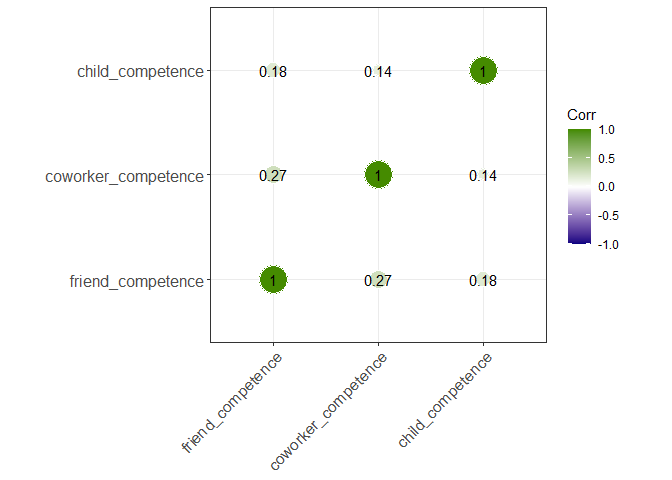 child_competence
0.18 0.14 1
Corr
1.0
0.5
0.0
-0.5
-1.0
coworker_competence
0.27 1 0.14
friend_competence
1 0.27 0.18
friend_competence
coworker_competence
child_competence